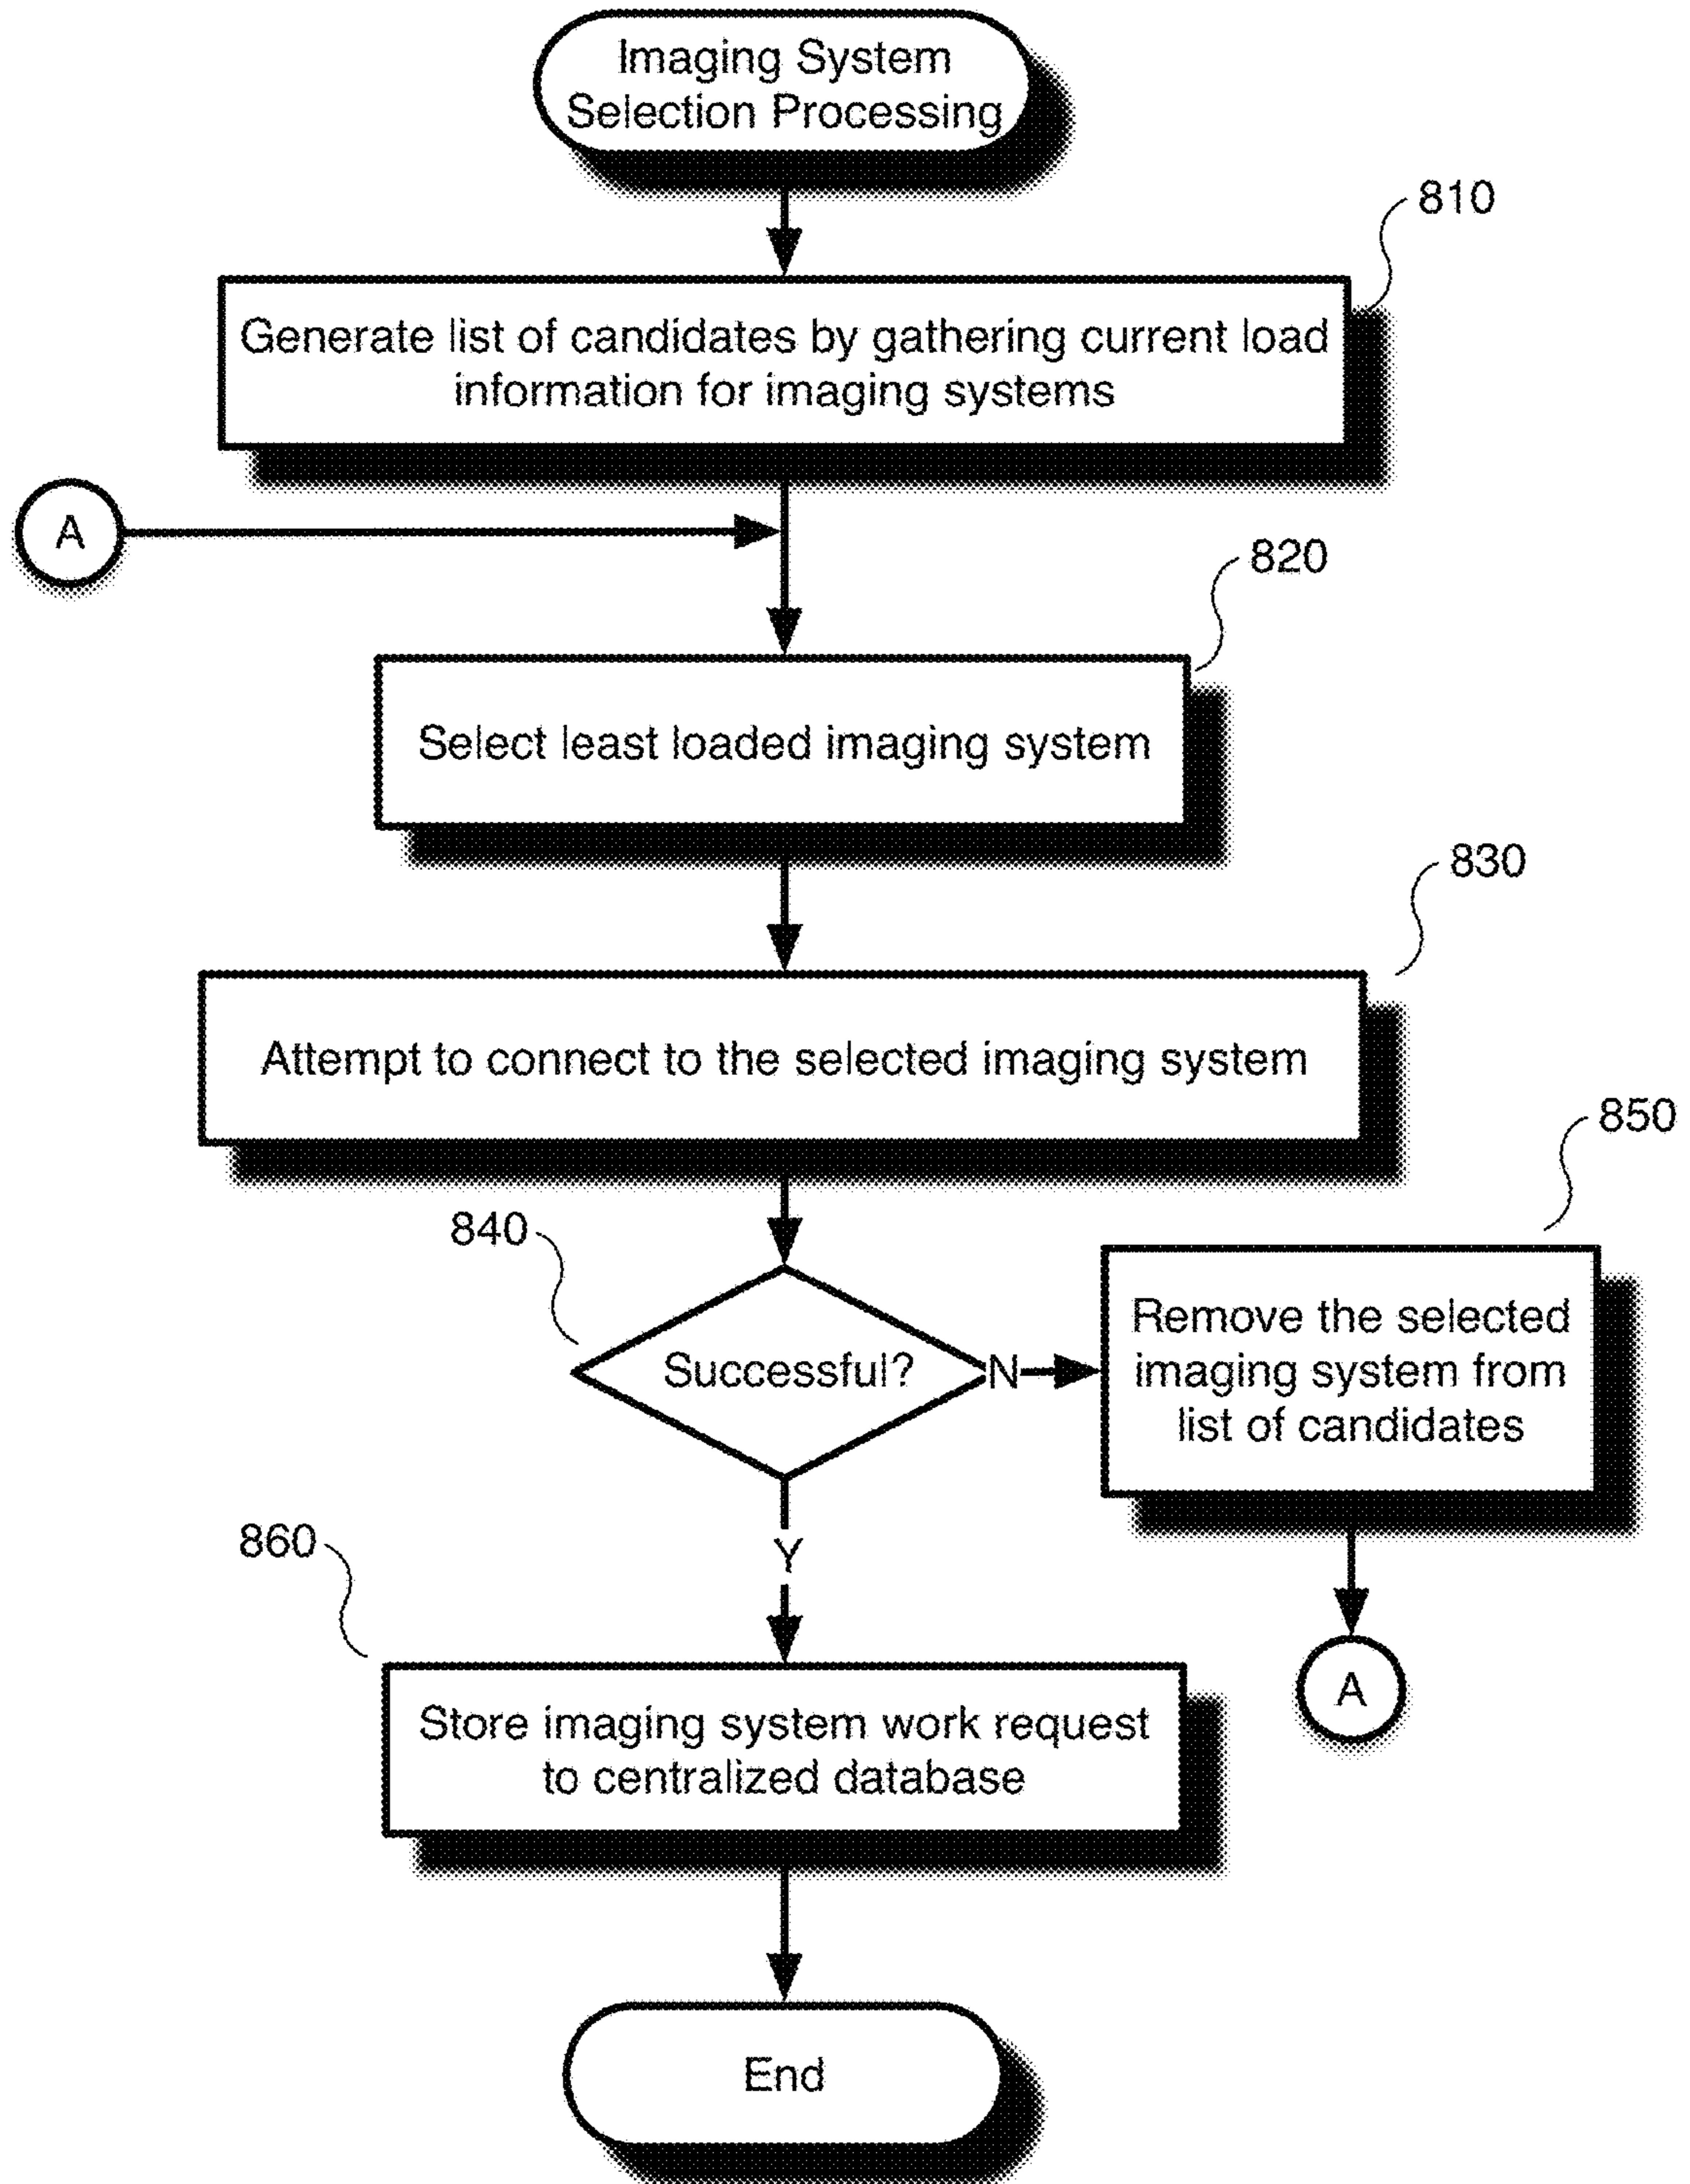 Imaging System
Selection Processing
810
Generate list of candidates by gathering current load
information for imaging systems
A
820
Select least loaded imaging system
830
Attempt to connect to the selected imaging system
840
Successful?
N
850
Remove the selected
imaging system from
list of candidates
A
Y
860
Store imaging system work request
to centralized database
End